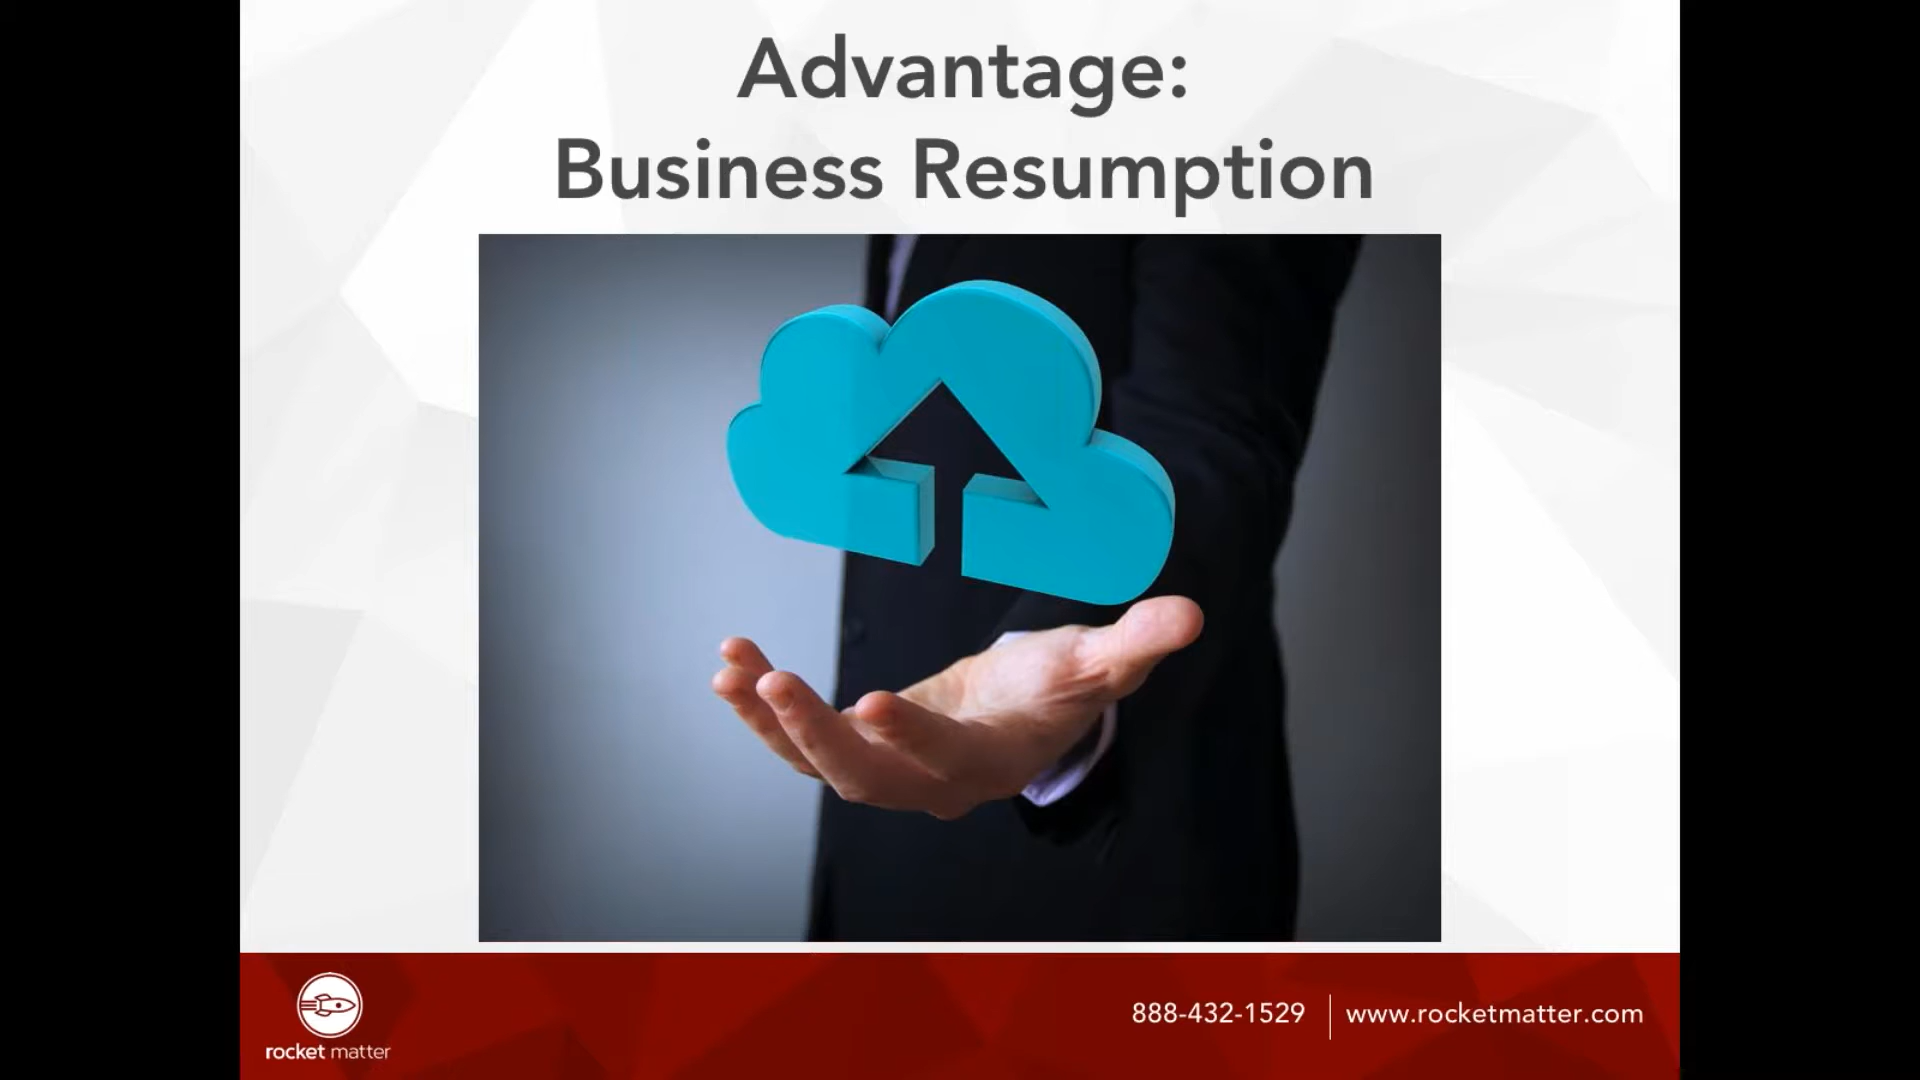 Advantage:
Business Resumption
rocket matter
888-432-1529
www.rocketmatter.com